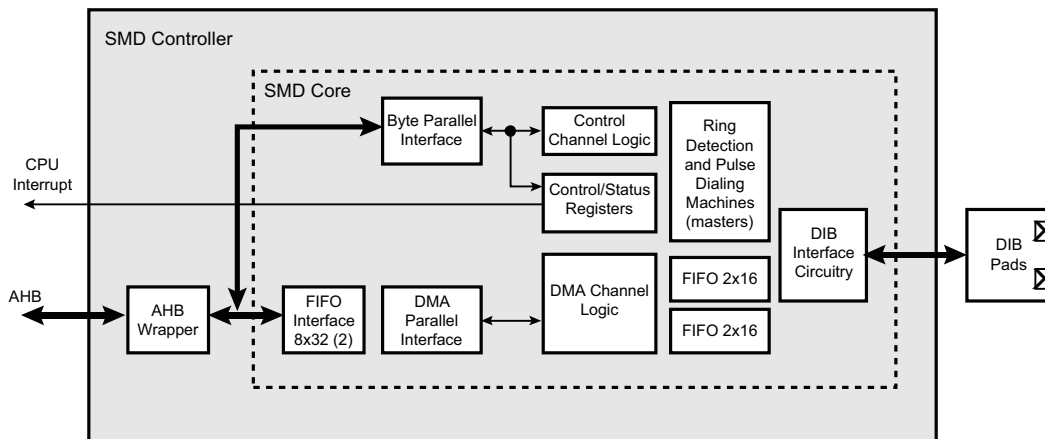 SMD Controller
SMD Core
Byte Parallel
Interface
Control
Channel Logic
Ring
Detection
and Pulse
Dialing
Machines
(masters)
CPU
Interrupt
Control/Status
Registers
DIB
Interface
Circuitry
DIB
Pads
AHB
AHB
Wrapper
FIFO
Interface
8x32 (2)
DMA
Parallel
Interface
DMA Channel
Logic
FIFO 2x16
FIFO 2x16